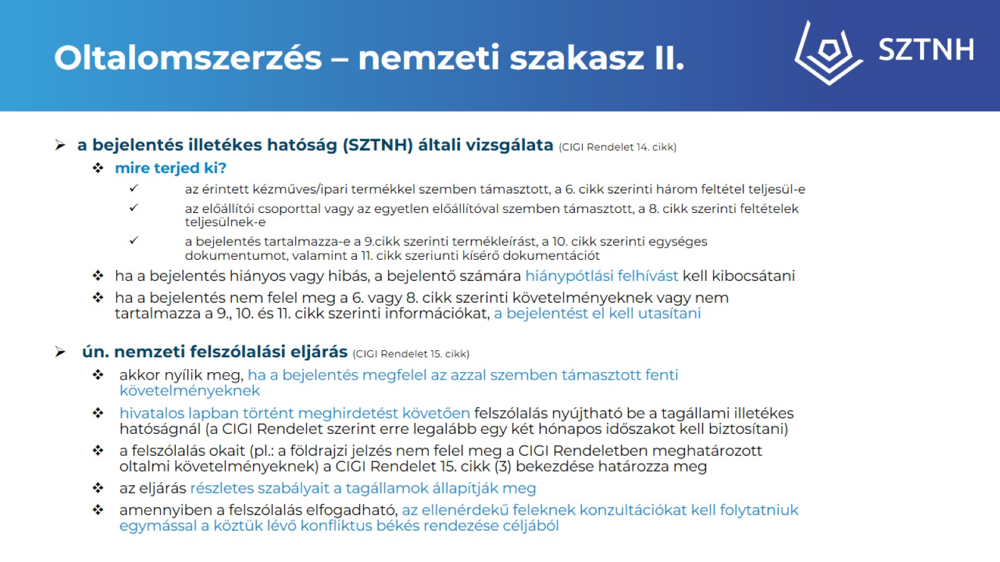 Oltalomszerzés – nemzeti szakasz II.
SZTNH
➢ a bejelentés illetékes hatóság (SZTNH) általi vizsgálata (CIGI Rendelet 14. cikk)
❖ mire terjed ki?
✓ az érintett kézműves/ipari termékkel szemben támasztott, a 6. cikk szerinti három feltétel teljesül-e
✓ az előállítói csoporttal vagy az egyetlen előállítóval szemben támasztott, a 8. cikk szerinti feltételek
teljesülnek-e
✓ a bejelentés tartalmazza-e a 9.cikk szerinti termékleírást, a 10. cikk szerinti egységes
dokumentumot, valamint a 11. cikk szeriunti kísérő dokumentációt
❖ ha a bejelentés hiányos vagy hibás, a bejelentő számára hiánypótlási felhívást kell kibocsátani
❖ ha a bejelentés nem felel meg a 6. vagy 8. cikk szerinti követelményeknek vagy nem
tartalmazza a 9., 10. és 11. cikk szerinti információkat, a bejelentést el kell utasítani
➢ ún. nemzeti felszólalási eljárás (CIGI Rendelet 15. cikk)
❖ akkor nyílik meg, ha a bejelentés megfelel az azzal szemben támasztott fenti
követelményeknek
❖ hivatalos lapban történt meghirdetést követően felszólalás nyújtható be a tagállami illetékes
hatóságnál (a CIGI Rendelet szerint erre legalább egy két hónapos időszakot kell biztosítani)
❖ a felszólalás okait (pl.: a földrajzi jelzés nem felel meg a CIGI Rendeletben meghatározott
oltalmi követelményeknek) a CIGI Rendelet 15. cikk (3) bekezdése határozza meg
❖ az eljárás részletes szabályait a tagállamok állapítják meg
❖ amennyiben a felszólalás elfogadható, az ellenérdekű feleknek konzultációkat kell folytatniuk
egymással a köztük lévő konfliktus békés rendezése céljából